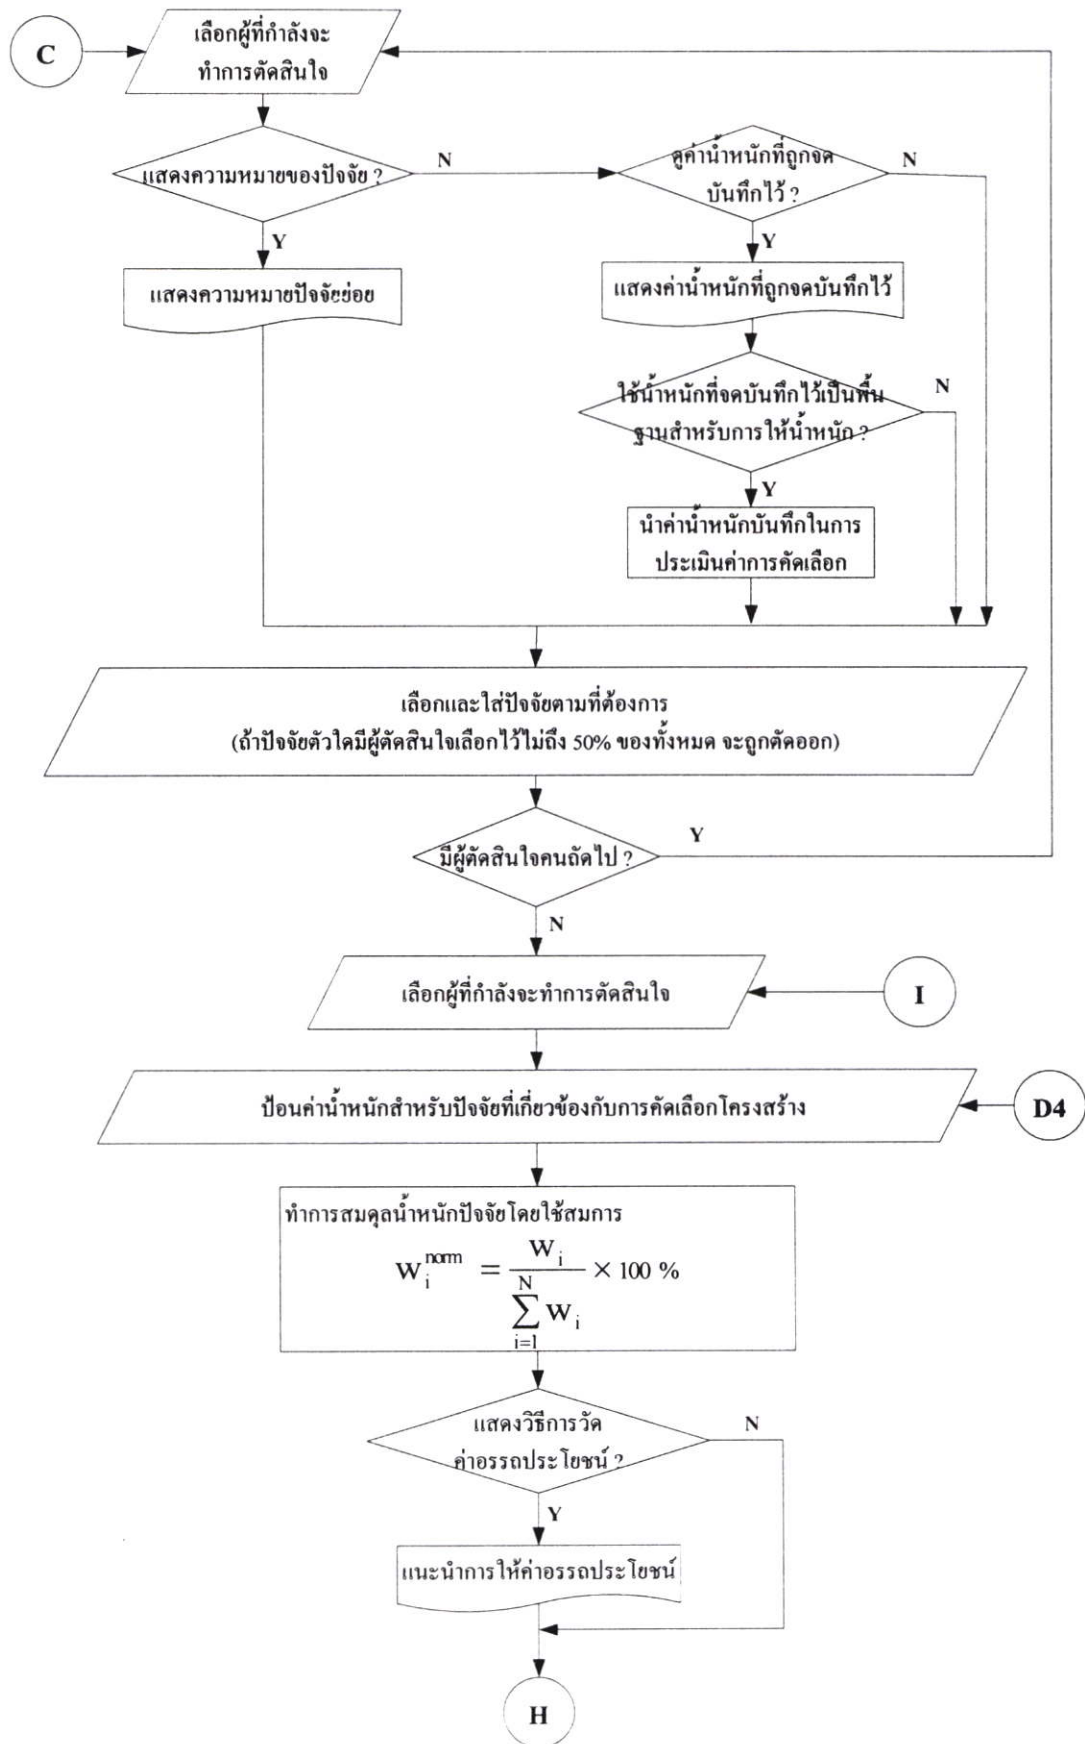 C
เลือกผู้ที่กำลังจะ
ทำการตัดสินใจ
แสดงความหมายของปัจจัย ?
N
ดูค่าน้ำหนักที่ถูกจด
บันทึกไว้ ?
N
Y
Y
แสดงความหมายปัจจัยย่อย
แสดงค่าน้ำหนักที่ถูกจดบันทึกไว้
ใช้น้ำหนักที่จดบันทึกไว้เป็นพื้น
ฐานสำหรับการให้น้ำหนัก ?
N
Y
นำค่าน้ำหนักบันทึกในการ
ประเมินค่าการคัดเลือก
เลือกและใส่ปัจจัยตามที่ต้องการ
(ถ้าปัจจัยตัวใดมีผู้ตัดสินใจเลือกไว้ไม่ถึง 50% ของทั้งหมด จะถูกตัดออก)
มีผู้ตัดสินใจคนถัดไป ?
Y
N
เลือกผู้ที่กำลังจะทำการตัดสินใจ
I
ป้อนค่าน้ำหนักสำหรับปัจจัยที่เกี่ยวข้องกับการคัดเลือกโครงสร้าง
D4
ทำการสมดุลน้ำหนักปัจจัยโดยใช้สมการ
W_i^norm = W_i / ∑_{i=1}^{N} W_i × 100 %
แสดงวิธีการวัด
ค่าอรรถประโยชน์ ?
N
Y
แนะนำการให้ค่าอรรถประโยชน์
H